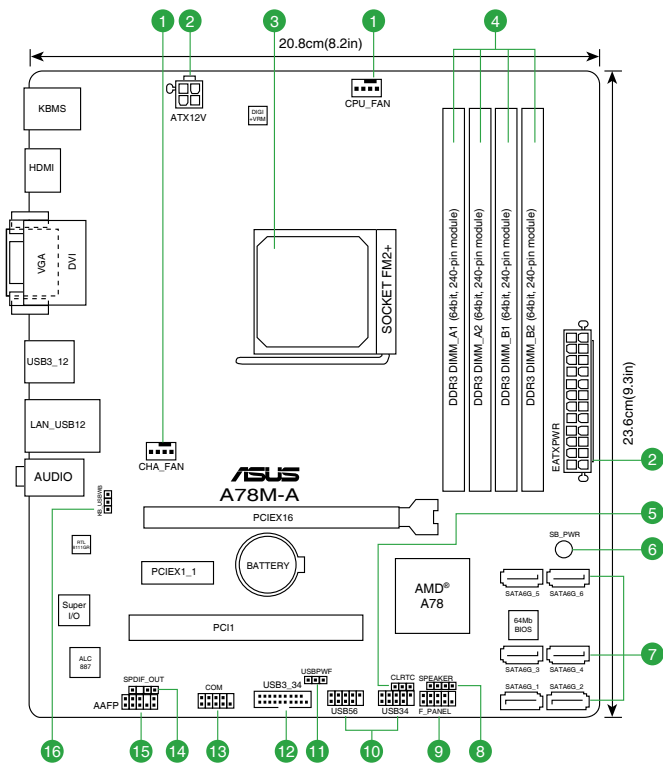 1
2
3
1
4
20.8cm(8.2in)
KBMS
ATX12V
DIGI
+VRM
CPU_FAN
HDMI
VGA
DVI
SOCKET FM2+
DDR3 DIMM_A1 (64bit, 240-pin module)
DDR3 DIMM_A2 (64bit, 240-pin module)
DDR3 DIMM_B1 (64bit, 240-pin module)
DDR3 DIMM_B2 (64bit, 240-pin module)
EATXPWR
23.6cm(9.3in)
USB3_12
LAN_USB12
1
CHA_FAN
2
AUDIO
ASUS
A78M-A
KB_USBWB
PCIEX16
5
SB_PWR
6
RTL
8111GR
PCIEX1_1
BATTERY
AMD®
A78
SATA6G_5
SATA6G_6
Super
I/O
64Mb
BIOS
PCI1
SATA6G_3
SATA6G_4
7
ALC
887
SPDIF_OUT
AAFP
COM
USB3_34
USBPWF
USB56
CLRTC
USB34
SPEAKER
F_PANEL
SATA6G_1
SATA6G_2
16
15
14
13
12
11
10
9
8